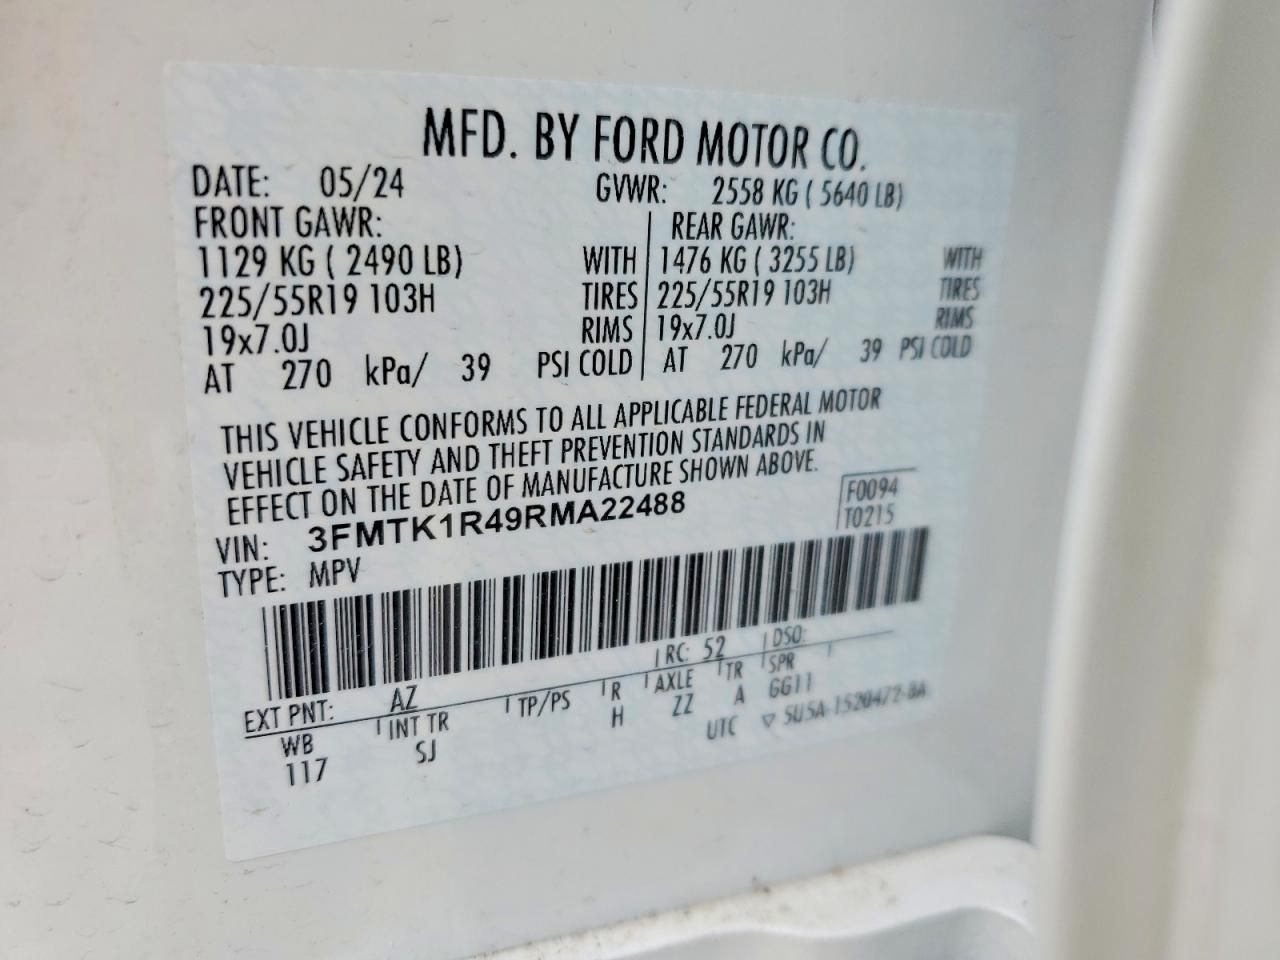 MFD. BY FORD MOTOR CO.
DATE: 05/24 GVWR: 2558 KG ( 5640 LB)
FRONT GAWR: REAR GAWR:
1129 KG ( 2490 LB) WITH 1476 KG ( 3255 LB) WITH
225/55R19 103H TIRES 225/55R19 103H TIRES
19x7.0J RIMS 19x7.0J RIMS
AT 270 kPa/ 39 PSI COLD AT 270 kPa/ 39 PSI COLD
THIS VEHICLE CONFORMS TO ALL APPLICABLE FEDERAL MOTOR
VEHICLE SAFETY AND THEFT PREVENTION STANDARDS IN
EFFECT ON THE DATE OF MANUFACTURE SHOWN ABOVE.
VIN: 3FMTK1R49RMA22488 F0094
TYPE: MPV T0215
EXT PNT: AZ RC: 52 DSO:
WB INT TR TP/PS R AXLE TR SPR
117 SJ H ZZ A GG11
UTC ▽ 5U5A-1520472-BA